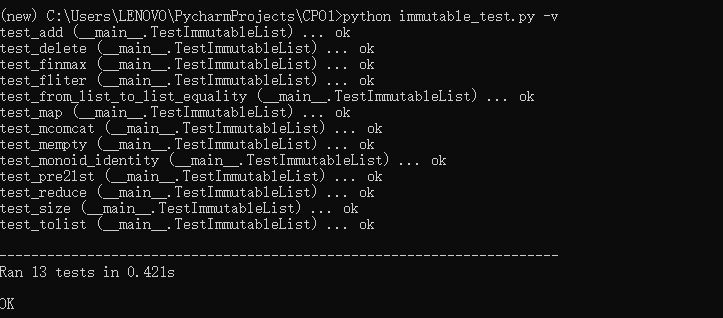 (new) C:\Users\LENOVO\PycharmProjects\CPO1>python immutable_test.py -v
test_add (__main__.TestImmutableList) ... ok
test_delete (__main__.TestImmutableList) ... ok
test_finmax (__main__.TestImmutableList) ... ok
test_fliter (__main__.TestImmutableList) ... ok
test_from_list_to_list_equality (__main__.TestImmutableList) ... ok
test_map (__main__.TestImmutableList) ... ok
test_mcomcat (__main__.TestImmutableList) ... ok
test_mempty (__main__.TestImmutableList) ... ok
test_monoid_identity (__main__.TestImmutableList) ... ok
test_pre2lst (__main__.TestImmutableList) ... ok
test_reduce (__main__.TestImmutableList) ... ok
test_size (__main__.TestImmutableList) ... ok
test_tolist (__main__.TestImmutableList) ... ok
----------------------------------------------------------------------
Ran 13 tests in 0.421s
OK